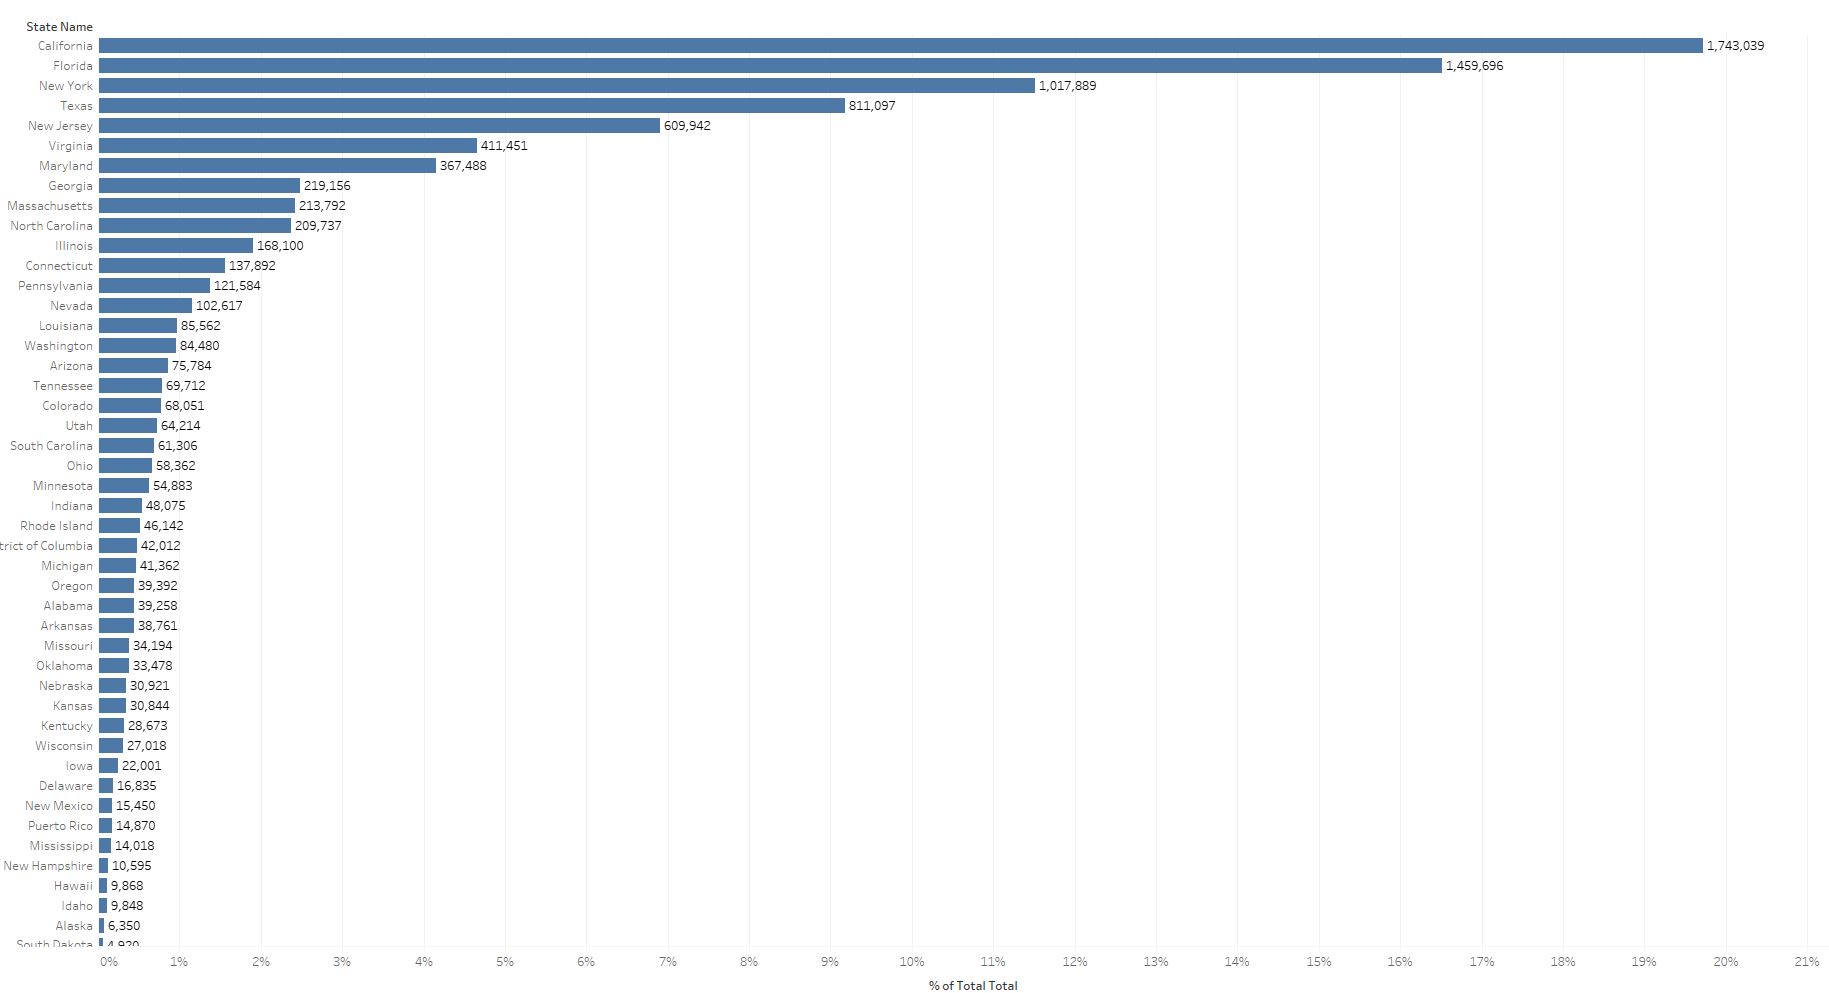 State Name
California 1,743,039
Florida 1,459,696
New York 1,017,889
Texas 811,097
New Jersey 609,942
Virginia 411,451
Maryland 367,488
Georgia 219,156
Massachusetts 213,792
North Carolina 209,737
Illinois 168,100
Connecticut 137,892
Pennsylvania 121,584
Nevada 102,617
Louisiana 85,562
Washington 84,480
Arizona 75,784
Tennessee 69,712
Colorado 68,051
Utah 64,214
South Carolina 61,306
Ohio 58,362
Minnesota 54,883
Indiana 48,075
Rhode Island 46,142
trict of Columbia 42,012
Michigan 41,362
Oregon 39,392
Alabama 39,258
Arkansas 38,761
Missouri 34,194
Oklahoma 33,478
Nebraska 30,921
Kansas 30,844
Kentucky 28,673
Wisconsin 27,018
Iowa 22,001
Delaware 16,835
New Mexico 15,450
Puerto Rico 14,870
Mississippi 14,018
New Hampshire 10,595
Hawaii 9,868
Idaho 9,848
Alaska 6,350
South Dakota 4,920
0% 1% 2% 3% 4% 5% 6% 7% 8% 9% 10% 11% 12% 13% 14% 15% 16% 17% 18% 19% 20% 21%
% of Total Total